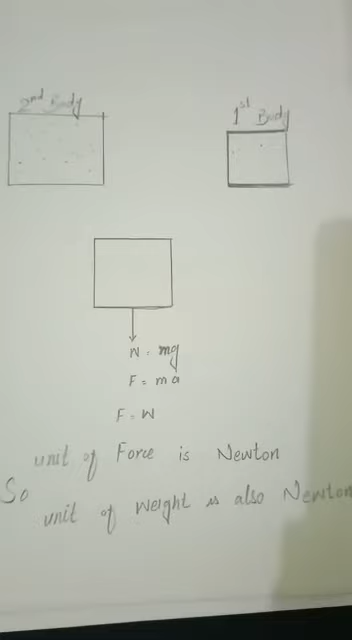 2nd Body
1st Body
W = mg
F = ma
F = W
unit of Force is Newton
So
unit of Weight is also Newton